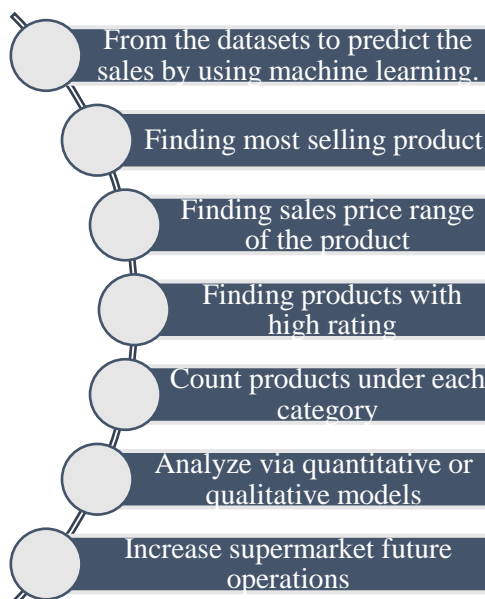 From the datasets to predict the
sales by using machine learning.
Finding most selling product
Finding sales price range
of the product
Finding products with
high rating
Count products under each
category
Analyze via quantitative or
qualitative models
Increase supermarket future
operations